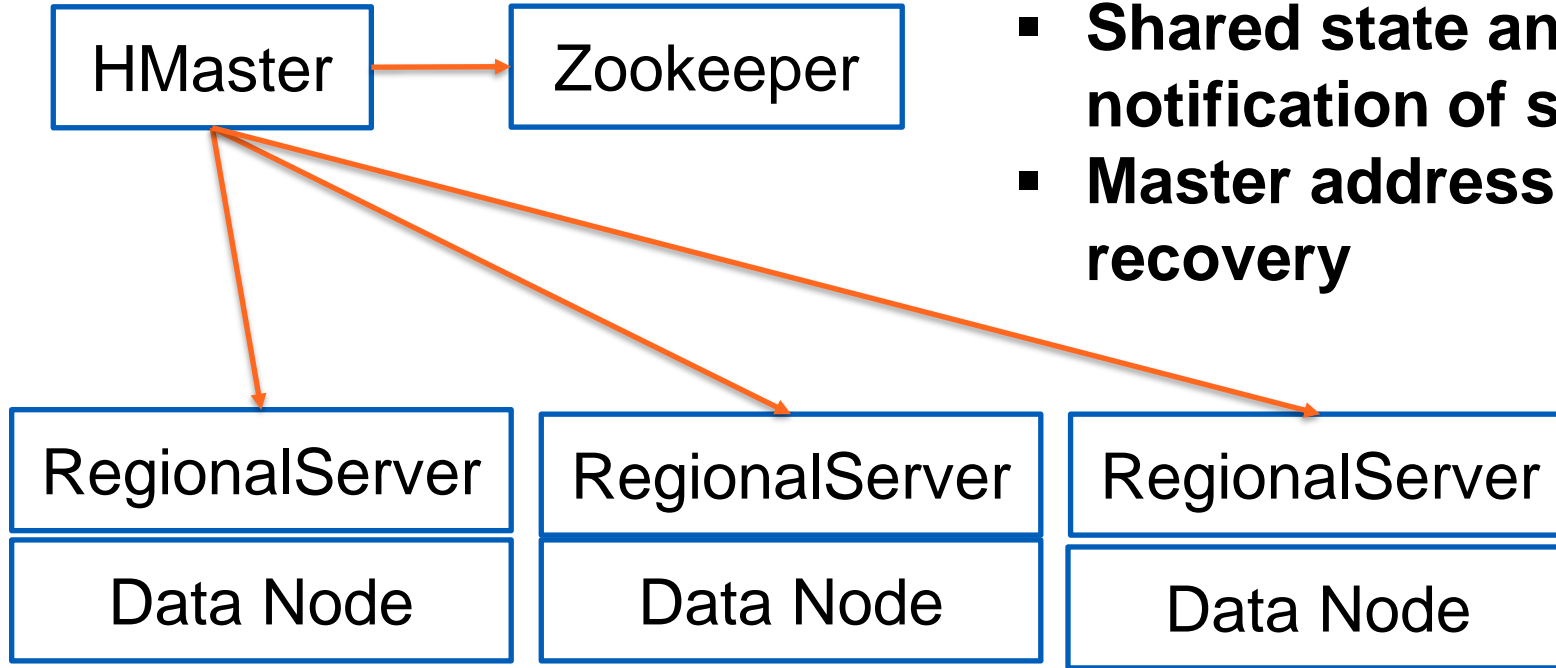 HMaster
Zookeeper
▪ Shared state an
notification of s
▪ Master address
recovery
RegionalServer
RegionalServer
RegionalServer
Data Node
Data Node
Data Node